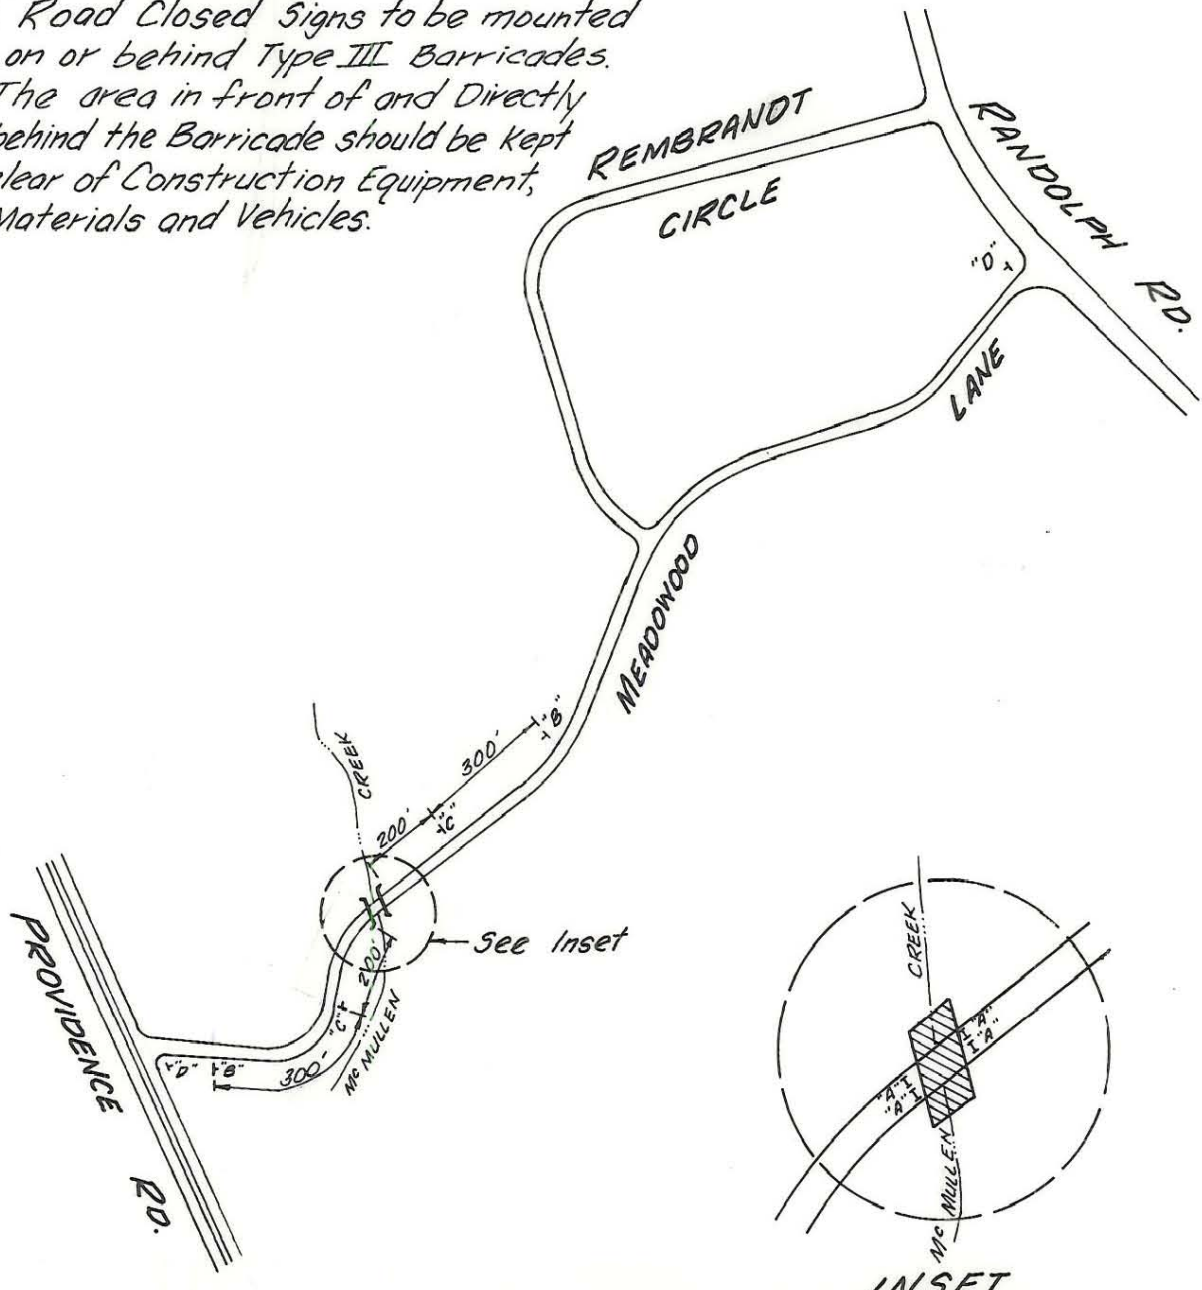 Road Closed Signs to be mounted
on or behind Type III Barricades.
The area in front of and Directly
behind the Barricade should be Kept
clear of Construction Equipment,
Materials and Vehicles.
REMBRANDT
CIRCLE
RANDOLPH RD.
"D"
LANE
MEADOWOOD
"B"
300'
"C"
200'
CREEK
See Inset
200'
"C"
McMULLEN
300'
"B"
"D"
PROVIDENCE RD.
CREEK
"A"
"A"
"A"
"A"
McMULLEN
INSET